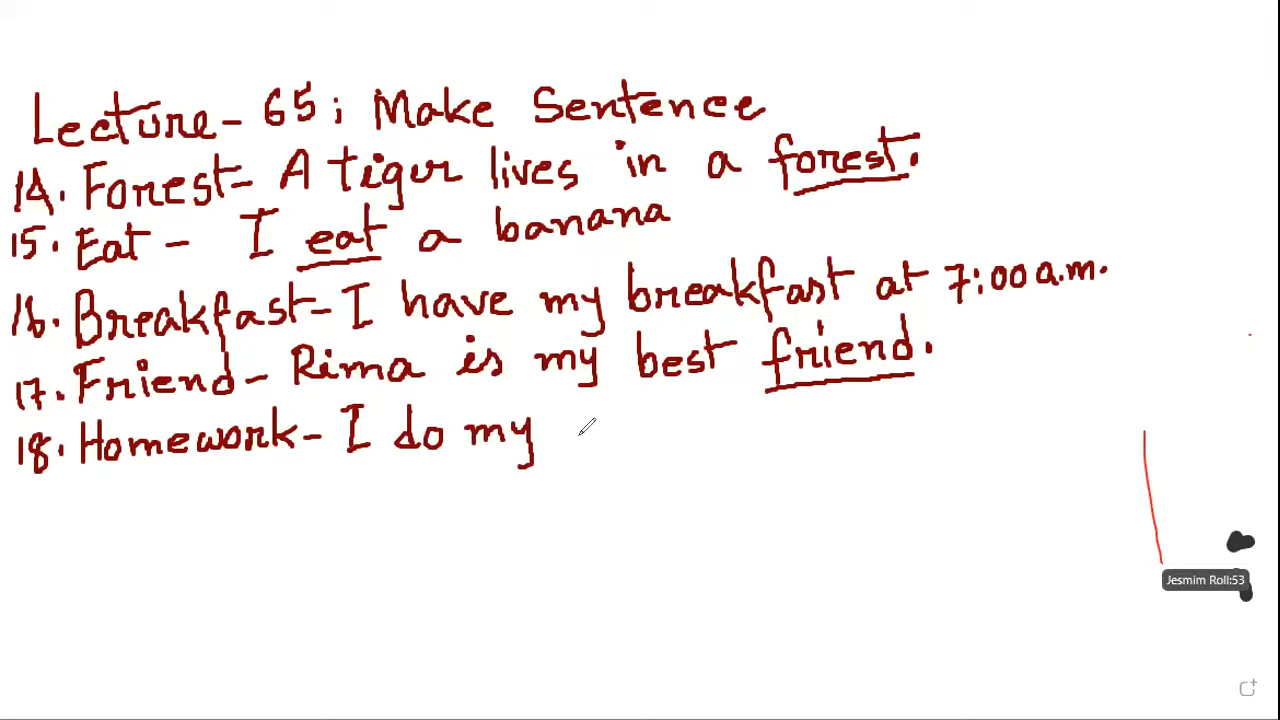 Lecture- 65; Make Sentence
14. Forest- A tiger lives in a forest.
15. Eat - I eat a banana
16. Breakfast- I have my breakfast at 7:00 a.m.
17. Friend- Rima is my best friend.
18. Homework- I do my
Jesmim Roll:53